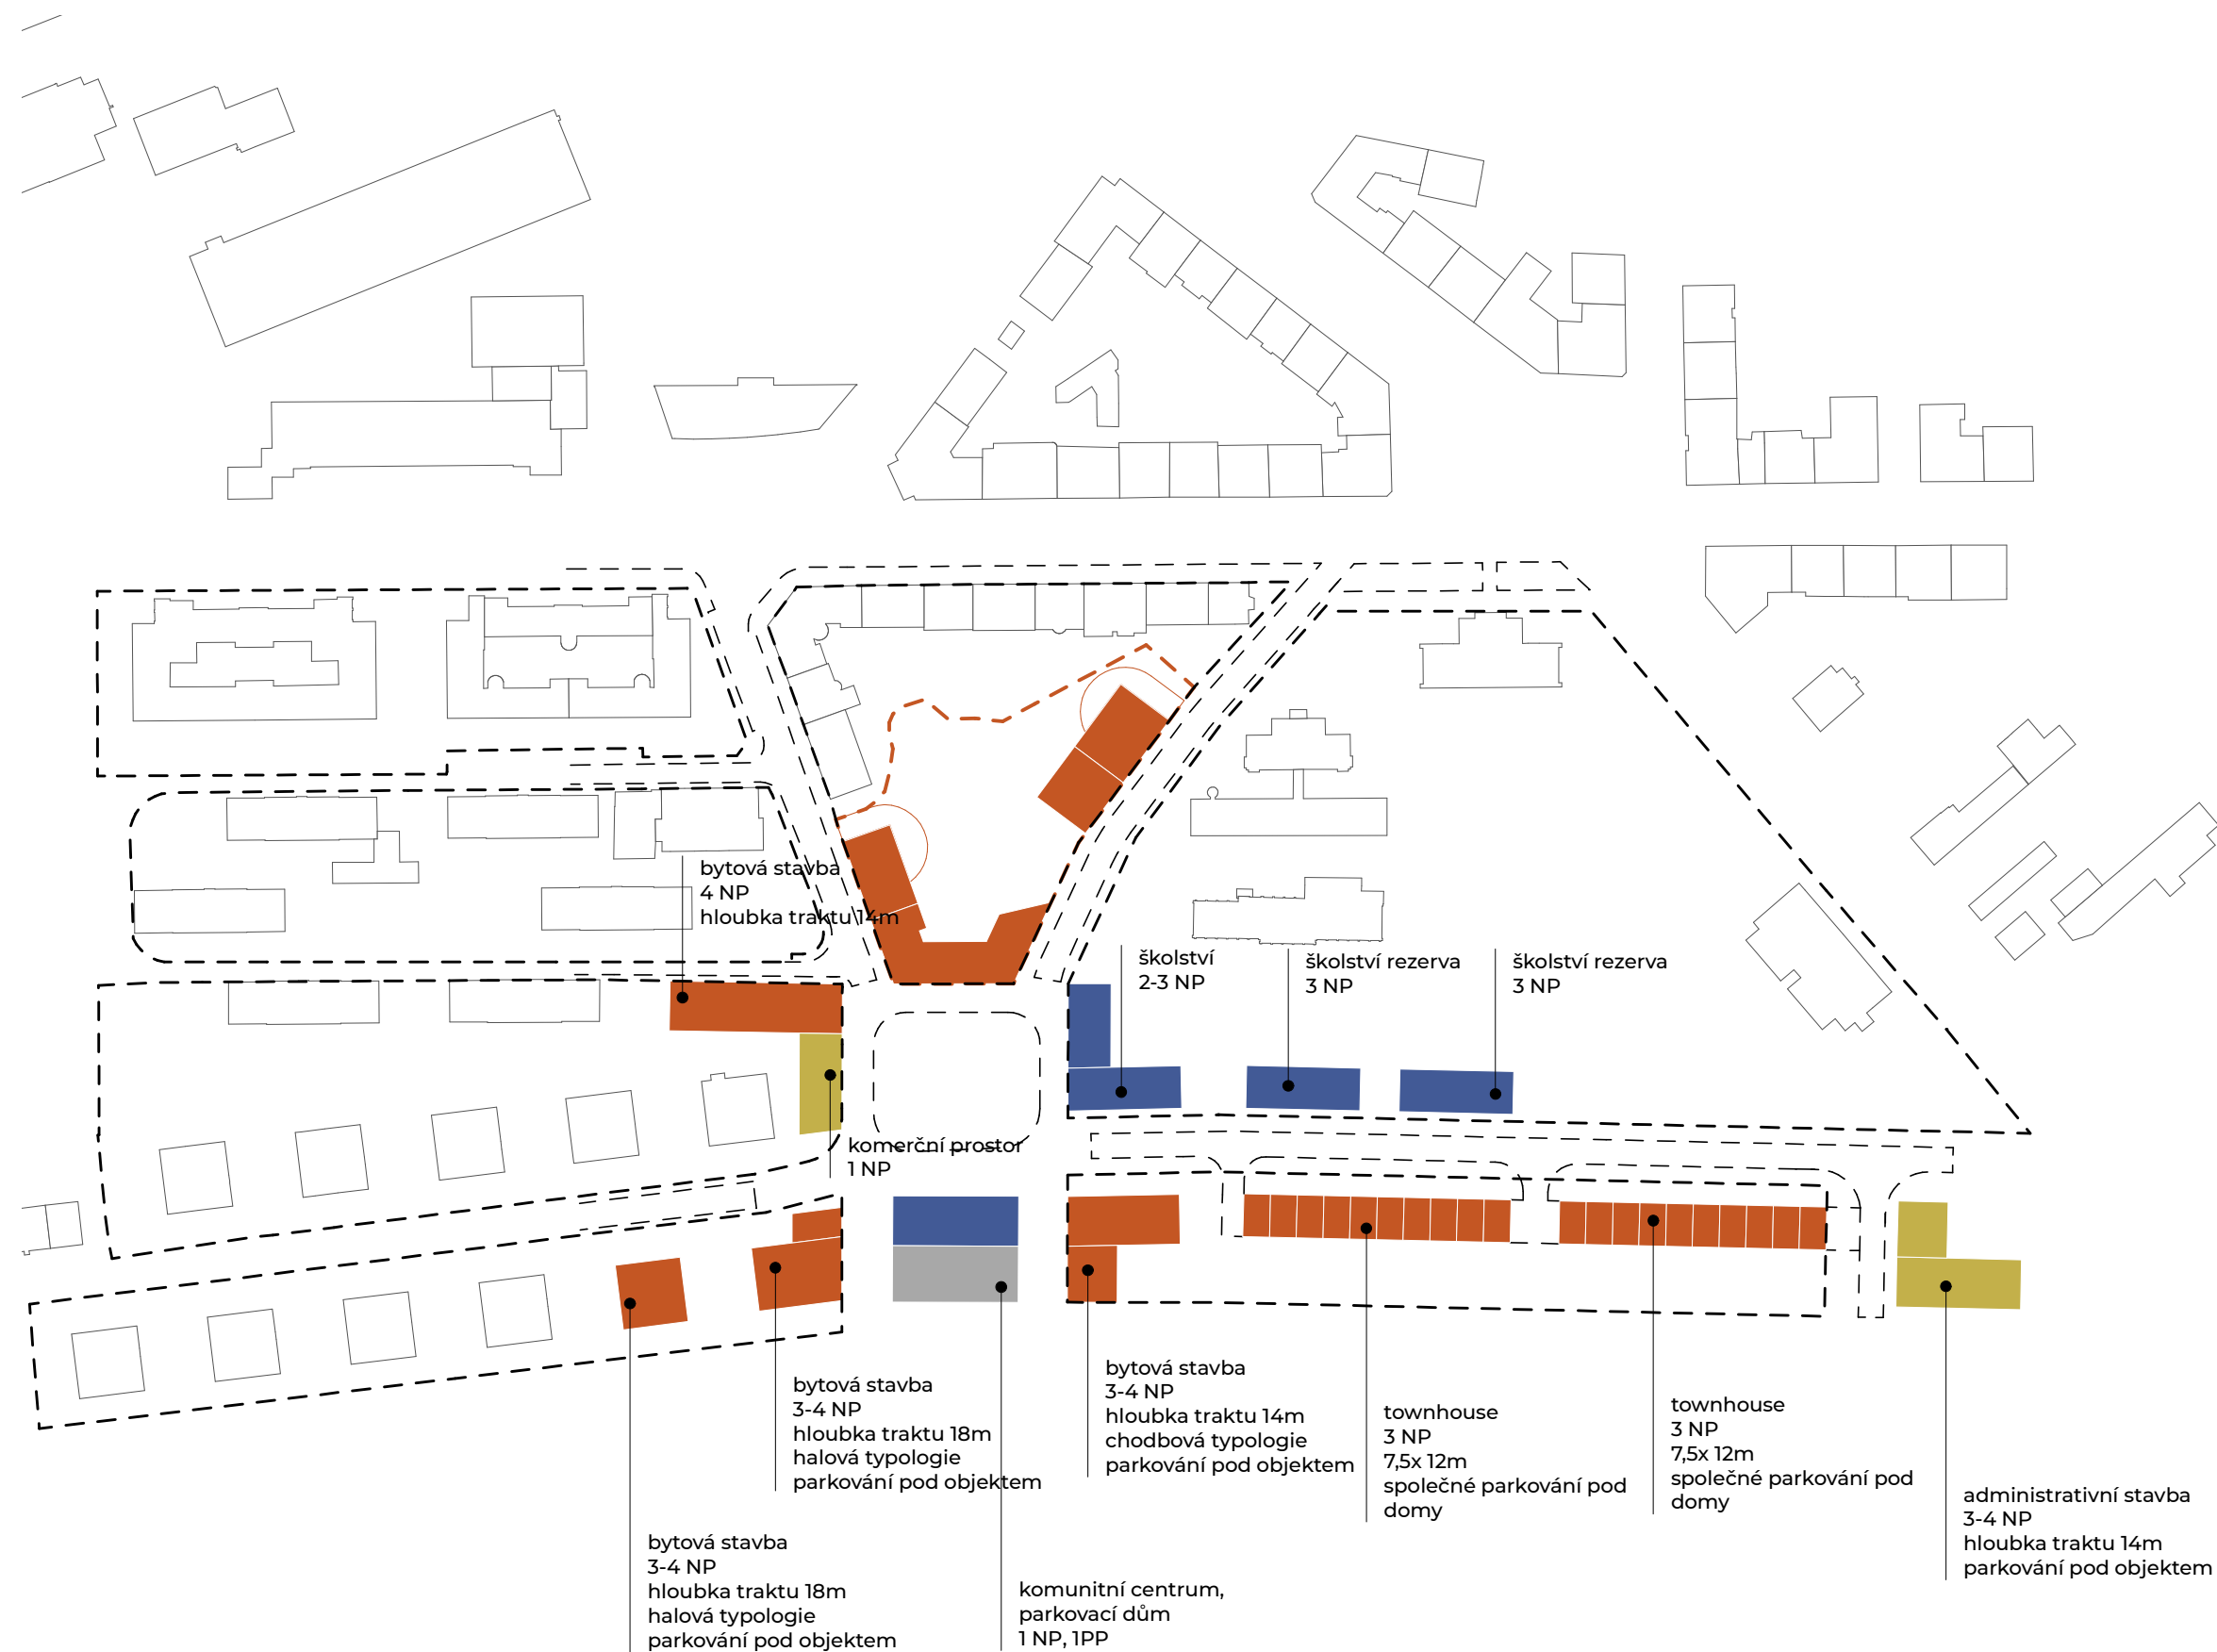 bytová stavba
4 NP
hloubka traktu 14m
školství
2-3 NP
školství rezerva
3 NP
školství rezerva
3 NP
komerční prostor
1 NP
bytová stavba
3-4 NP
hloubka traktu 18m
halová typologie
parkování pod objektem
bytová stavba
3-4 NP
hloubka traktu 14m
chodbová typologie
parkování pod objektem
townhouse
3 NP
7,5x 12m
společné parkování pod
domy
townhouse
3 NP
7,5x 12m
společné parkování pod
domy
administrativní stavba
3-4 NP
hloubka traktu 14m
parkování pod objektem
bytová stavba
3-4 NP
hloubka traktu 18m
halová typologie
parkování pod objektem
komunitní centrum,
parkovací dům
1 NP, 1PP